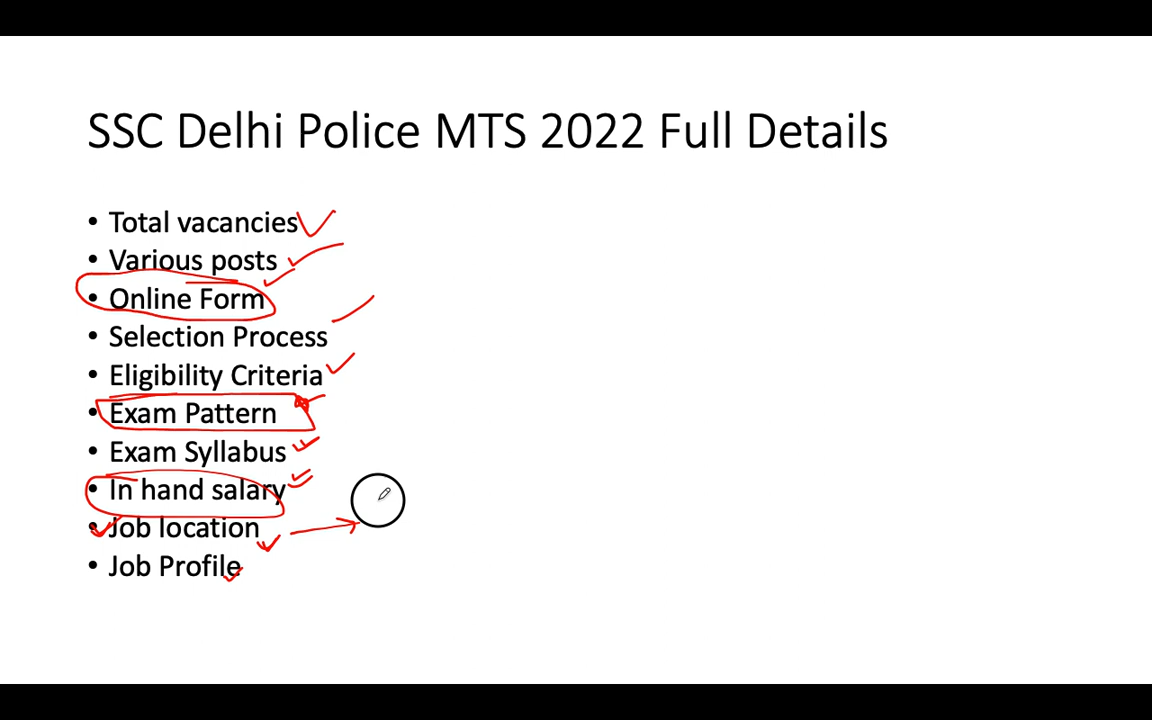 SSC Delhi Police MTS 2022 Full Details
• Total vacancies
• Various posts
• Online Form
• Selection Process
• Eligibility Criteria
• Exam Pattern
• Exam Syllabus
• In hand salary
• Job location
• Job Profile